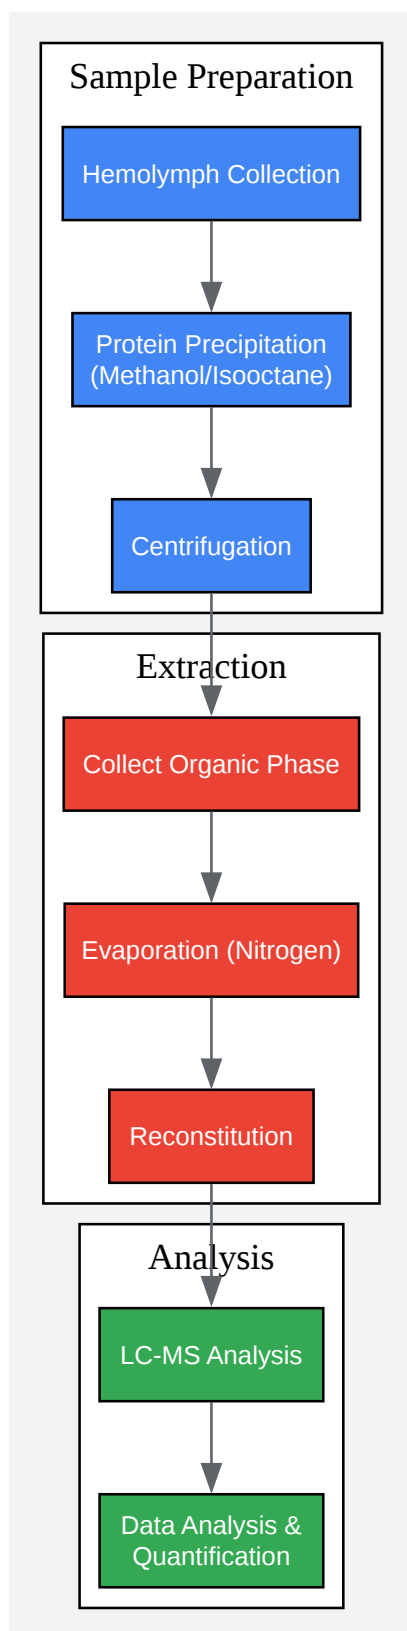 Sample Preparation
Hemolymph Collection
Protein Precipitation
(Methanol/Isooctane)
Centrifugation
Extraction
Collect Organic Phase
Evaporation (Nitrogen)
Reconstitution
Analysis
LC-MS Analysis
Data Analysis &
Quantification